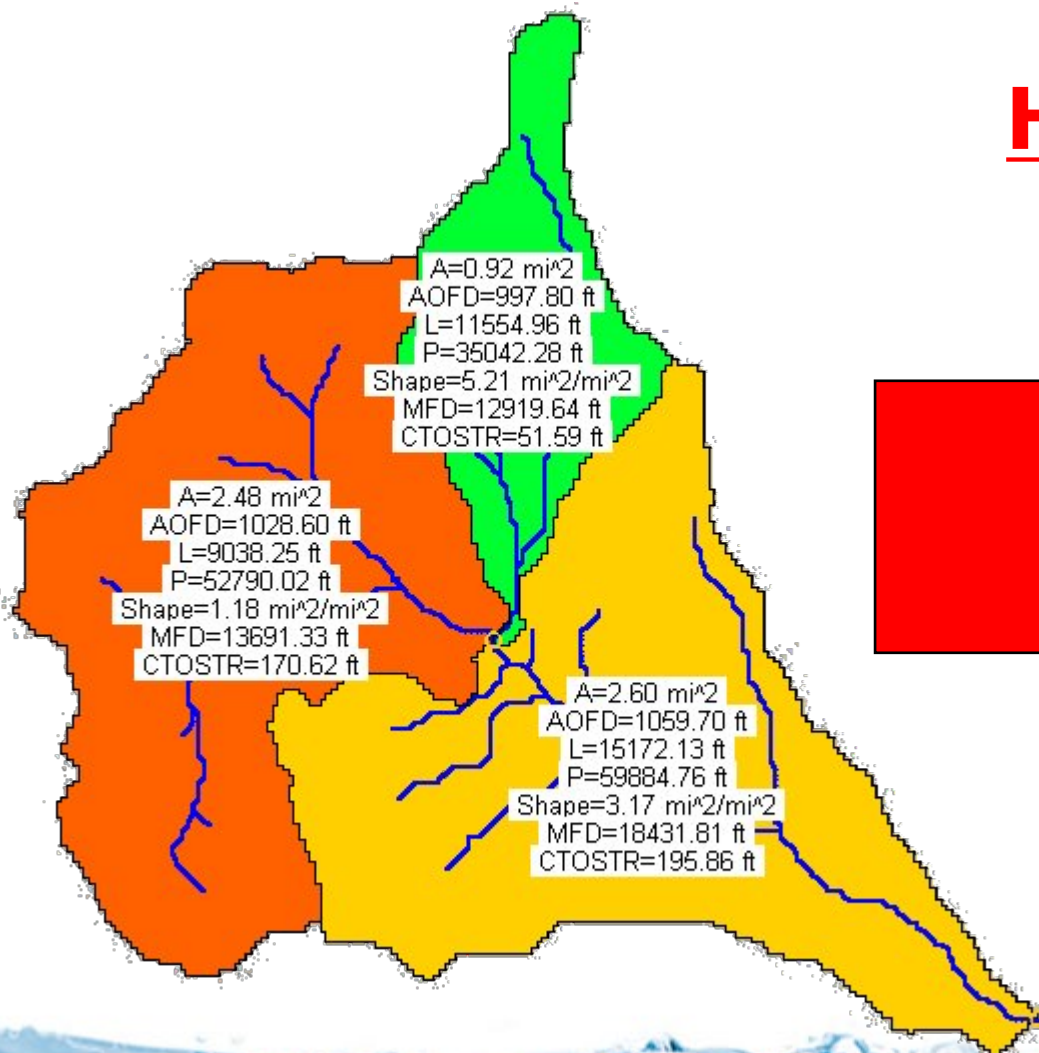 H
A=0.92 mi^2
AOFD=997.80 ft
L=11554.96 ft
P=35042.28 ft
Shape=5.21 mi^2/mi^2
MFD=12919.64 ft
CTOSTR=51.59 ft
A=2.48 mi^2
AOFD=1028.60 ft
L=9038.25 ft
P=52790.02 ft
Shape=1.18 mi^2/mi^2
MFD=13691.33 ft
CTOSTR=170.62 ft
A=2.60 mi^2
AOFD=1059.70 ft
L=15172.13 ft
P=59884.76 ft
Shape=3.17 mi^2/mi^2
MFD=18431.81 ft
CTOSTR=195.86 ft